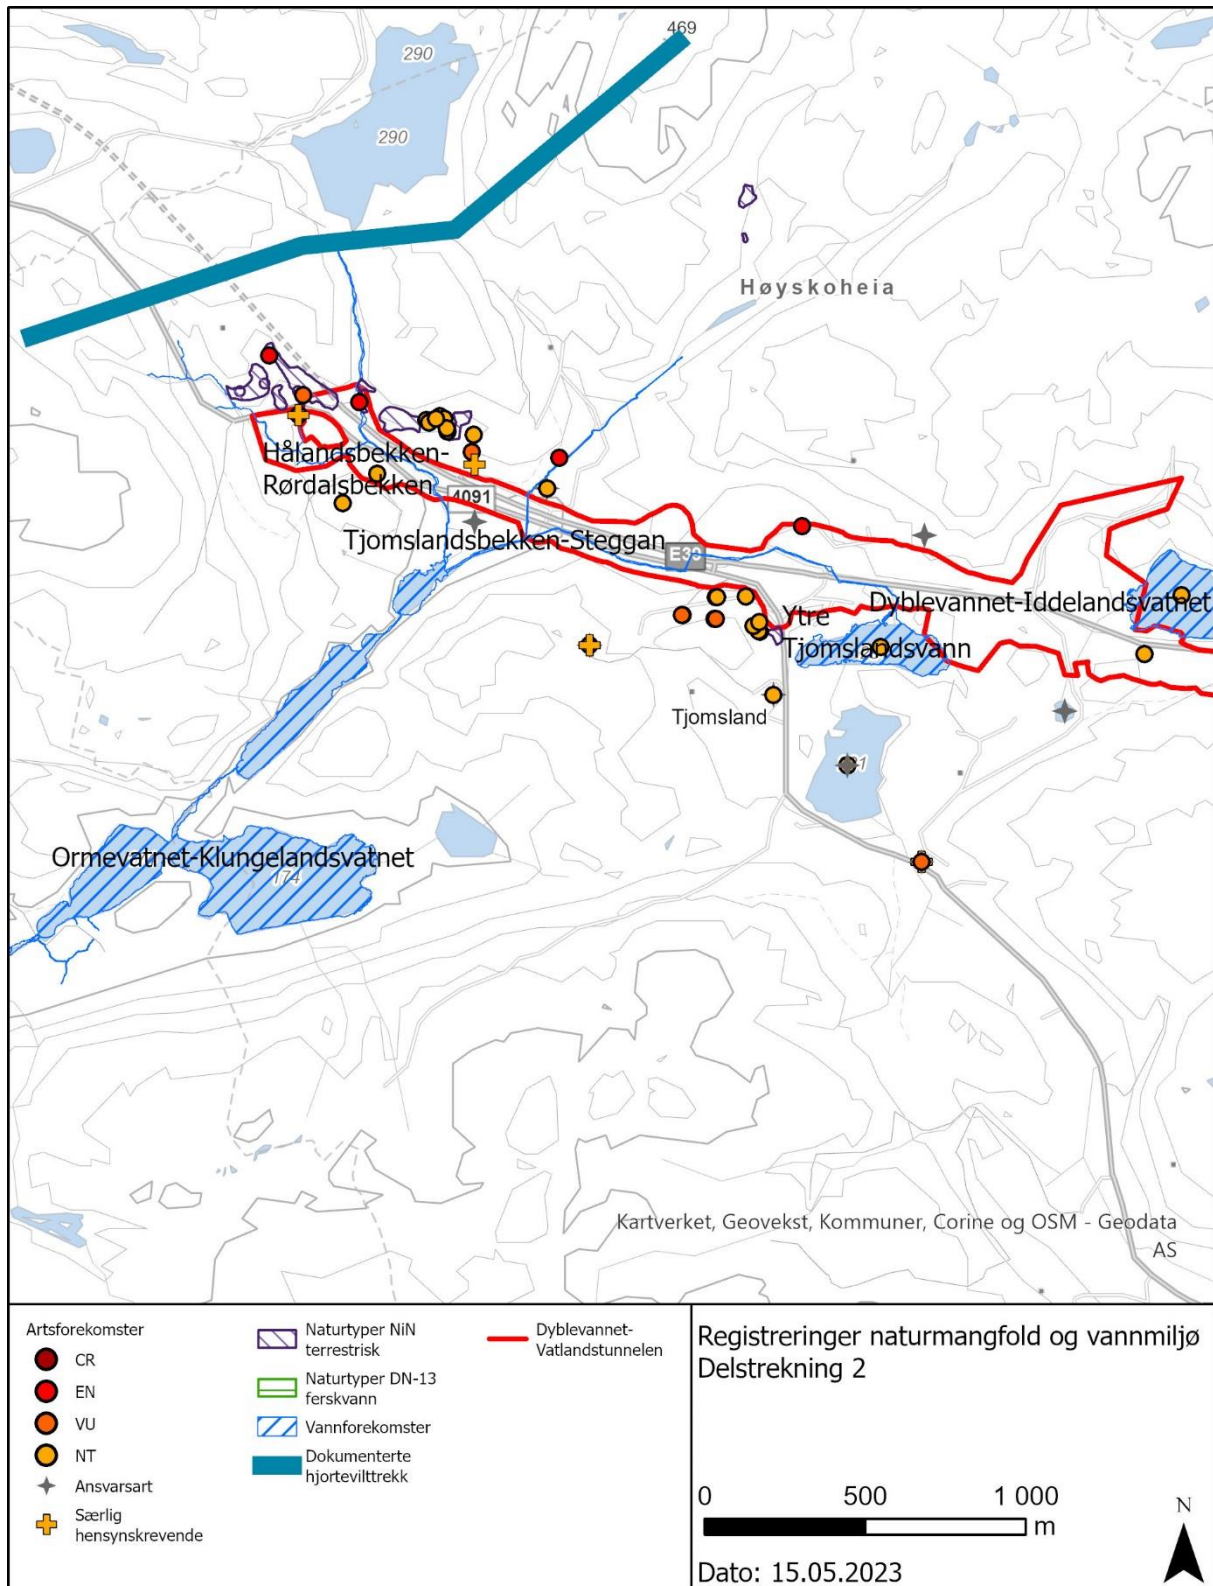 469
290
290
Høyskoheia
Hålandsbekken-
Rørdalsbekken
4091
Tjomslandsbekken-Steggan
E39
Dyblevannet-Iddelandsvatnet
Ytre
Tjomslandsvann
Tjomsland
Ormevatnet-Klungelandsvatnet
174
Kartverket, Geovekst, Kommuner, Corine og OSM - Geodata
AS
Artsforekomster
CR
EN
VU
NT
Ansvarsart
Særlig
hensynskrevende
Naturtyper NiN
terrestrisk
Naturtyper DN-13
ferskvann
Vannforekomster
Dokumenterte
hjortevilttrekk
Dyblevannet-
Vatlandstunnelen
Registreringer naturmangfold og vannmiljø
Delstrekning 2
0 500 1 000
m
Dato: 15.05.2023
N